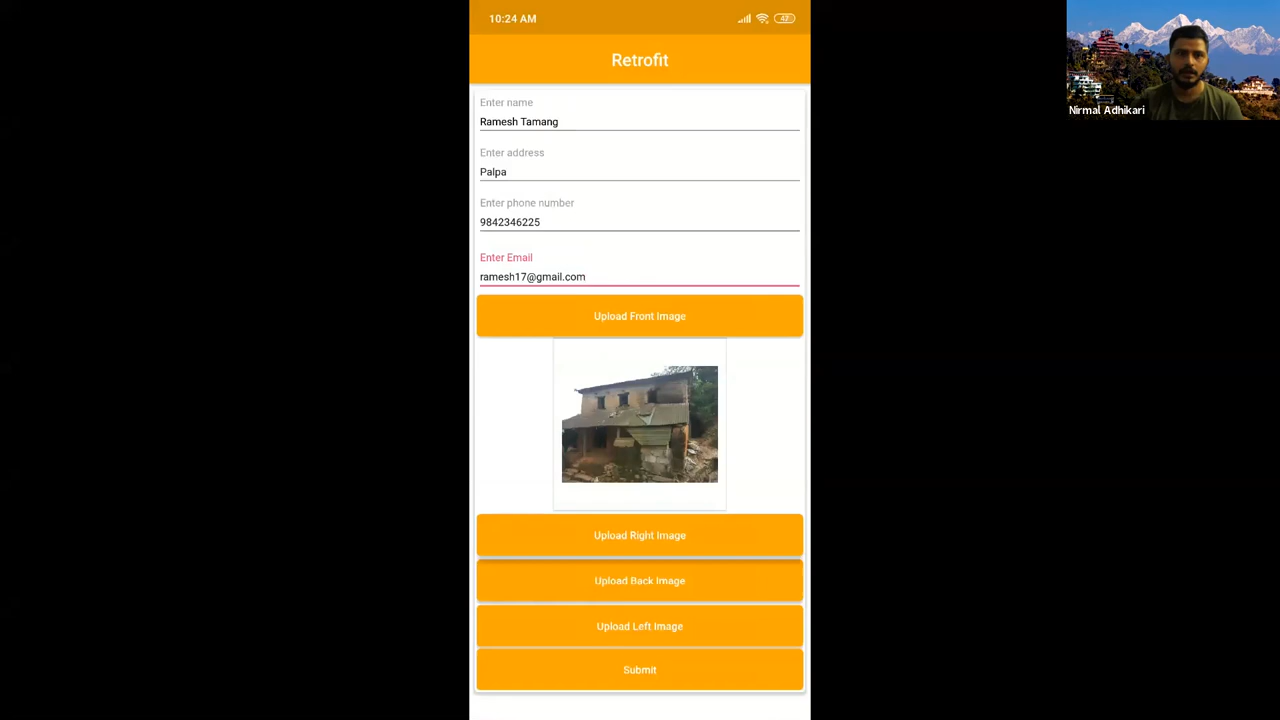 10:24 AM
47
Retrofit
Enter name
Ramesh Tamang
Enter address
Palpa
Enter phone number
9842346225
Enter Email
ramesh17@gmail.com
Upload Front Image
Upload Right Image
Upload Back Image
Upload Left Image
Submit
Nirmal Adhikari